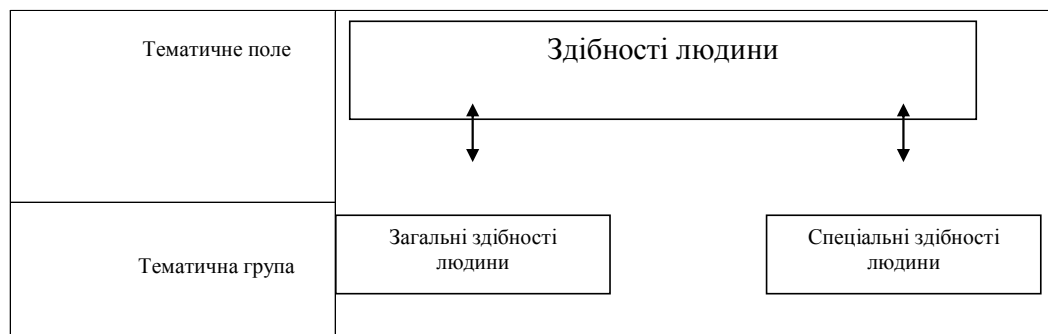 Тематичне поле
Здібності людини
Тематична група
Загальні здібності
людини
Спеціальні здібності
людини